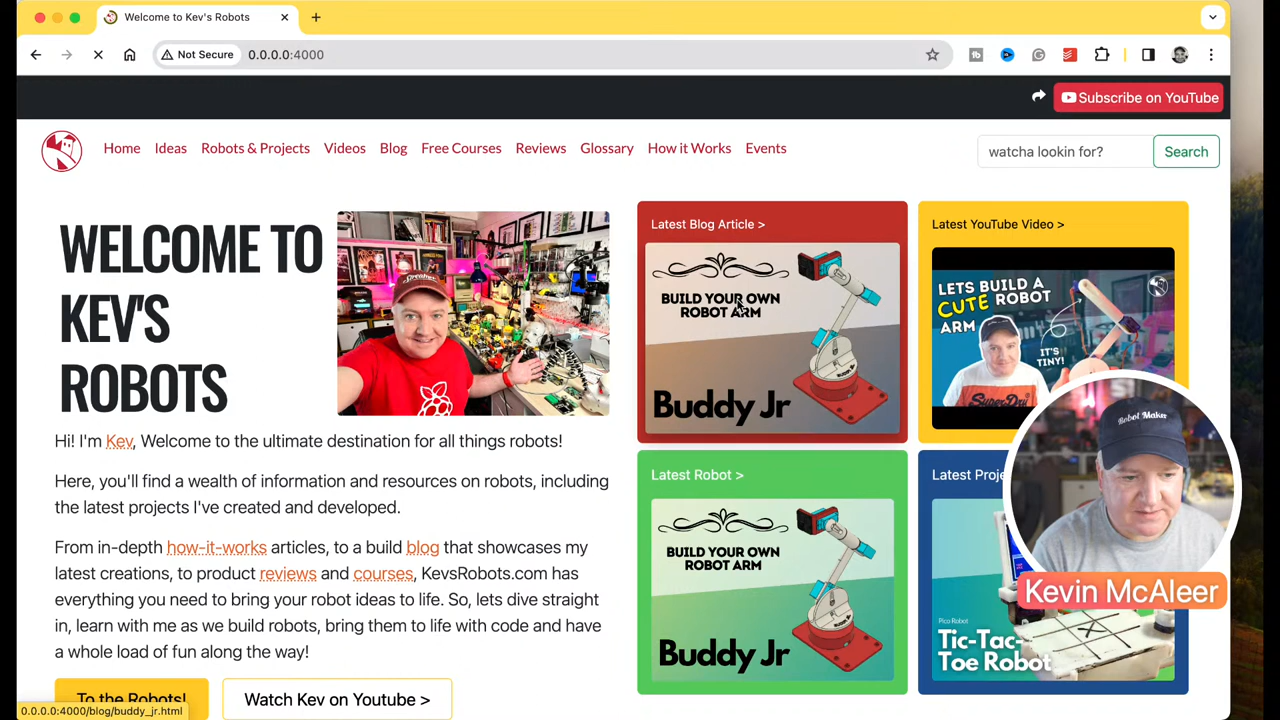 Welcome to Kev's Robots
Not Secure
0.0.0.0:4000
Subscribe on YouTube
Home
Ideas
Robots & Projects
Videos
Blog
Free Courses
Reviews
Glossary
How it Works
Events
watcha lookin for?
Search
WELCOME TO
KEV'S
ROBOTS
Hi! I'm Kev, Welcome to the ultimate destination for all things robots!
Here, you'll find a wealth of information and resources on robots, including
the latest projects I've created and developed.
From in-depth how-it-works articles, to a build blog that showcases my
latest creations, to product reviews and courses, KevsRobots.com has
everything you need to bring your robot ideas to life. So, lets dive straight
in, learn with me as we build robots, bring them to life with code and have
a whole load of fun along the way!
To the Robots!
Watch Kev on Youtube >
0.0.0.0:4000/blog/buddy_jr.html
Latest Blog Article >
BUILD YOUR OWN
ROBOT ARM
Buddy Jr
Latest YouTube Video >
LETS BUILD A
CUTE ROBOT
ARM
IT'S
TINY!
Latest Robot >
BUILD YOUR OWN
ROBOT ARM
Buddy Jr
Latest Proje
Pico Robot
Tic-Tac-
Toe Robot
Robot Maker
Kevin McAleer